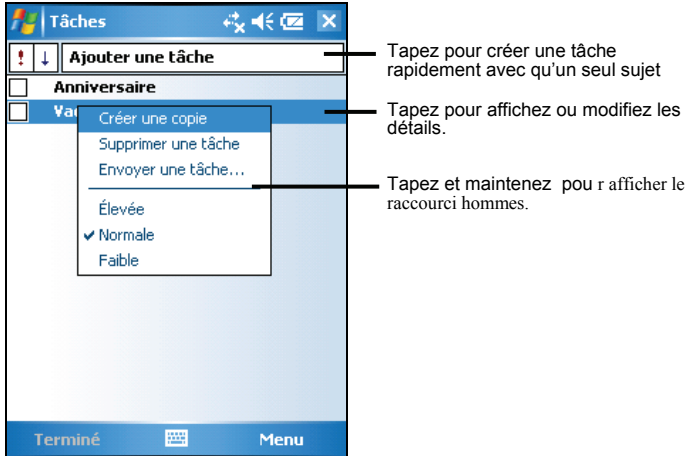 Tâches
! ↓ Ajouter une tâche
Anniversaire
Vac
Créer une copie
Supprimer une tâche
Envoyer une tâche...
Élevée
Normale
Faible
Terminé Menu
Tapez pour créer une tâche
rapidement avec qu'un seul sujet
Tapez pour affichez ou modifiez les
détails.
Tapez et maintenez pou r afficher le
raccourci hommes.